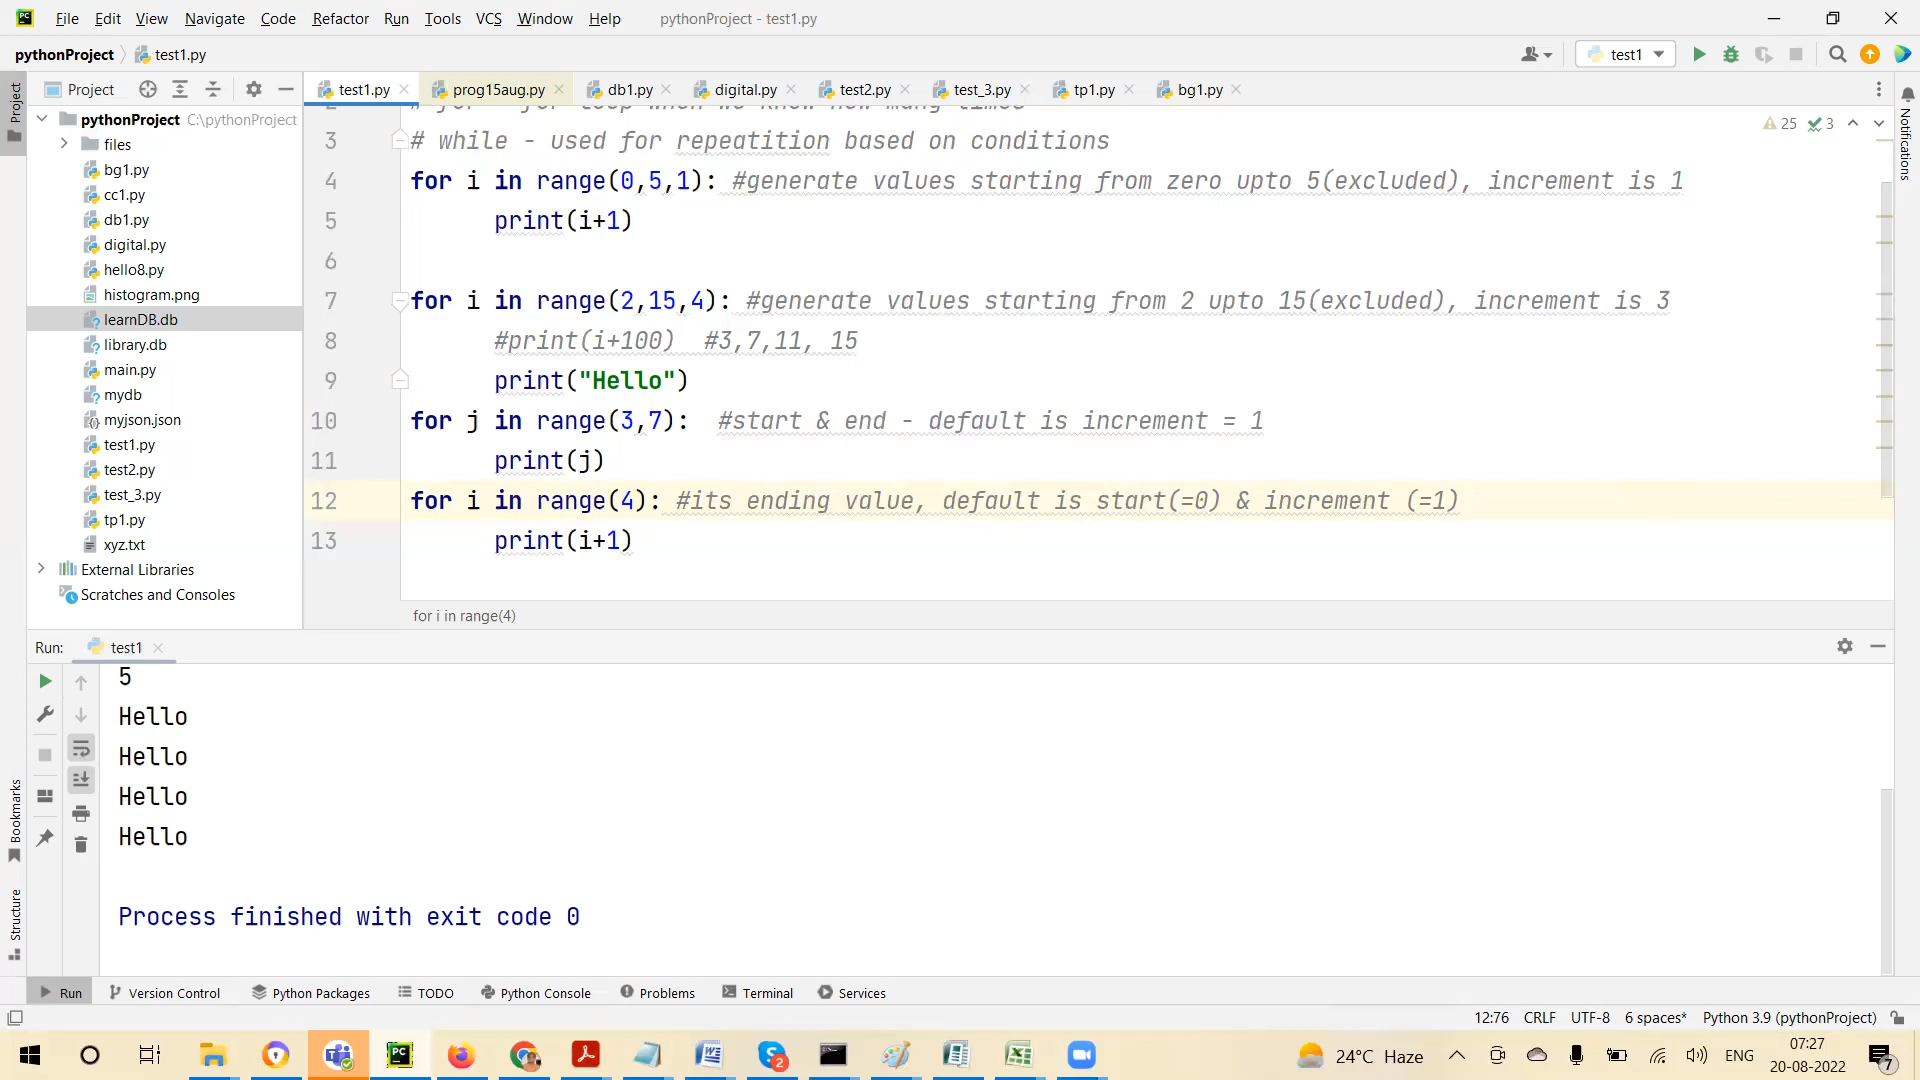 File Edit View Navigate Code Refactor Run Tools VCS Window Help pythonProject - test1.py
pythonProject test1.py
test1
Project
test1.py prog15aug.py db1.py digital.py test2.py test_3.py tp1.py bg1.py
pythonProject C:\pythonProject
files
bg1.py
cc1.py
db1.py
digital.py
hello8.py
histogram.png
learnDB.db
library.db
main.py
mydb
myjson.json
test1.py
test2.py
test_3.py
tp1.py
xyz.txt
External Libraries
Scratches and Consoles
Project
Bookmarks
Structure
Notifications
25 3
3 # while - used for repeatition based on conditions
4 for i in range(0,5,1): #generate values starting from zero upto 5(excluded), increment is 1
5 print(i+1)
6
7 for i in range(2,15,4): #generate values starting from 2 upto 15(excluded), increment is 3
8 #print(i+100) #3,7,11, 15
9 print("Hello")
10 for j in range(3,7): #start & end - default is increment = 1
11 print(j)
12 for i in range(4): #its ending value, default is start(=0) & increment (=1)
13 print(i+1)
for i in range(4)
Run: test1
5
Hello
Hello
Hello
Hello
Process finished with exit code 0
Run Version Control Python Packages TODO Python Console Problems Terminal Services
12:76 CRLF UTF-8 6 spaces* Python 3.9 (pythonProject)
24°C Haze ENG 07:27
20-08-2022
7